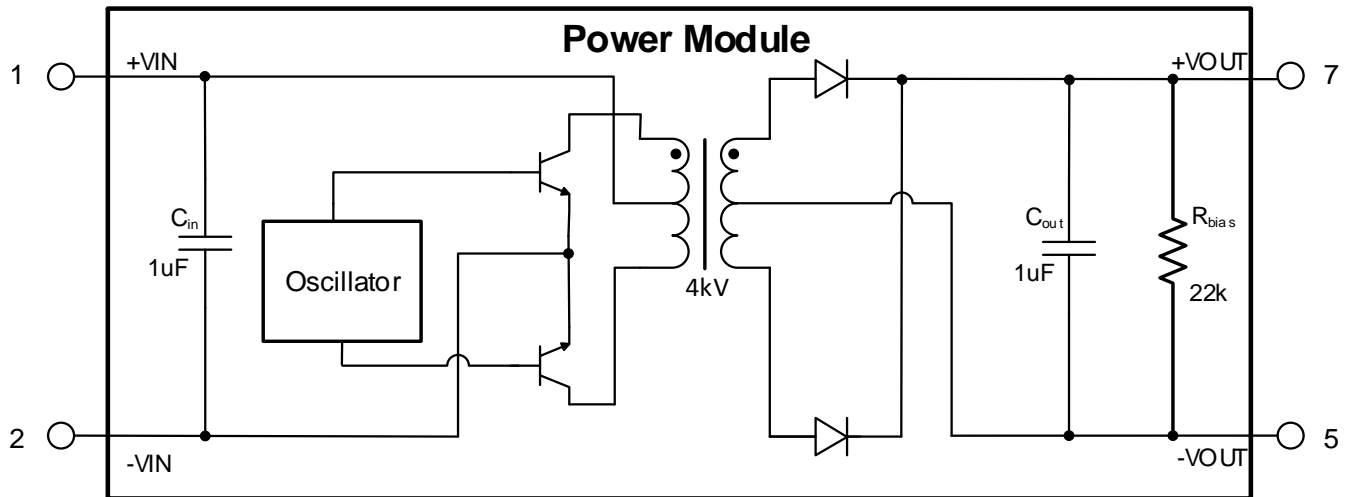 Power Module
1
+VIN
+VOUT
7
Cin
1uF
Oscillator
4kV
Cout
1uF
Rbias
22k
2
-VIN
-VOUT
5